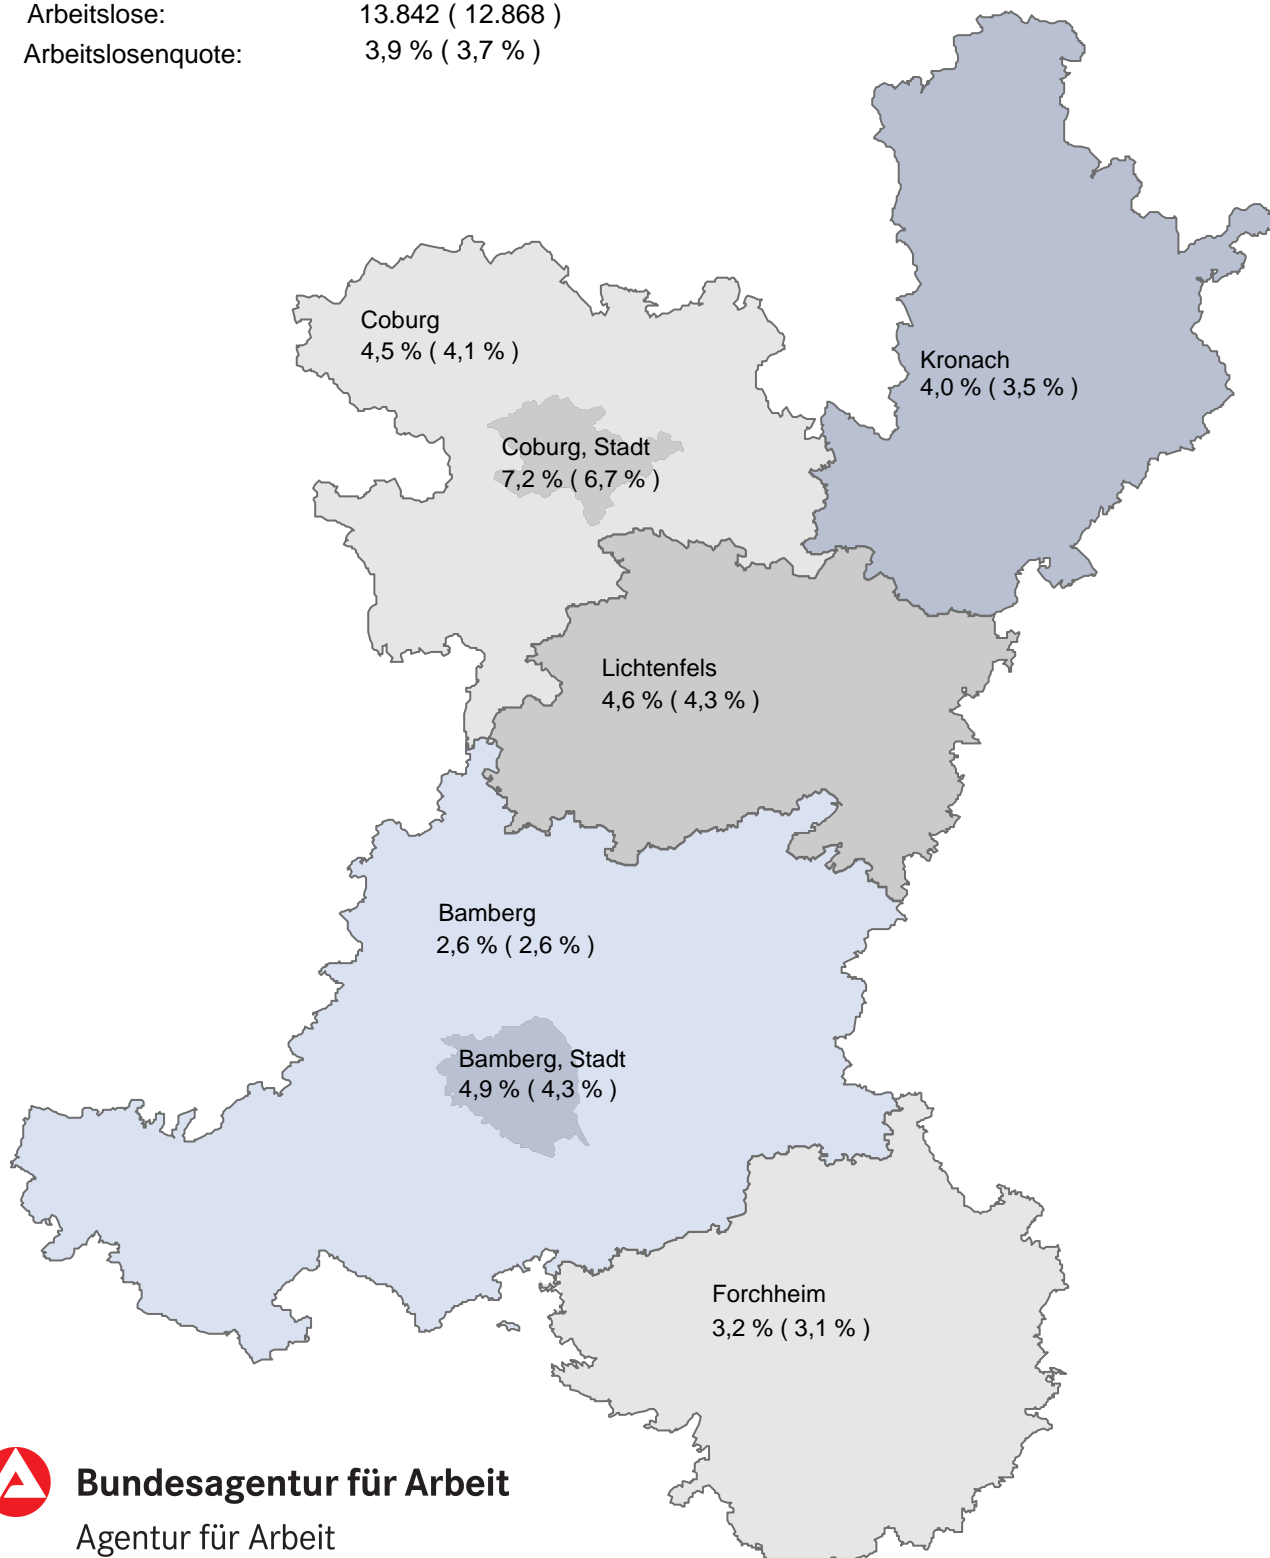 Arbeitslose: 13.842 ( 12.868 )
Arbeitslosenquote: 3,9 % ( 3,7 % )
Coburg
4,5 % ( 4,1 % )
Kronach
4,0 % ( 3,5 % )
Coburg, Stadt
7,2 % ( 6,7 % )
Lichtenfels
4,6 % ( 4,3 % )
Bamberg
2,6 % ( 2,6 % )
Bamberg, Stadt
4,9 % ( 4,3 % )
Forchheim
3,2 % ( 3,1 % )
Bundesagentur für Arbeit
Agentur für Arbeit